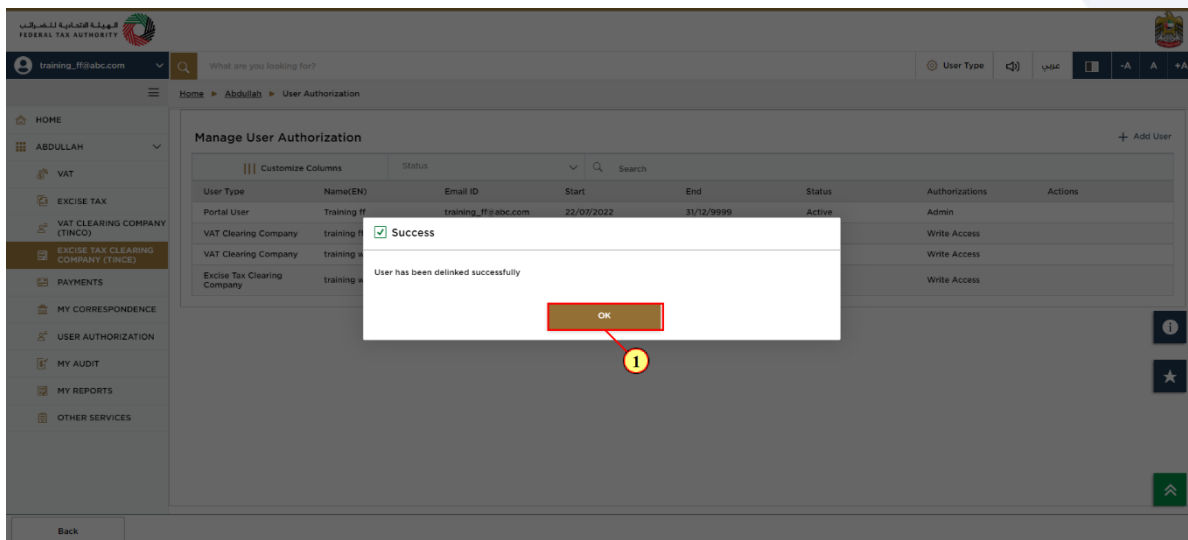 الهيئة الاتحادية للضرائب
FEDERAL TAX AUTHORITY
training_ff@abc.com
What are you looking for?
User Type
عربي
-A A +A
Home ▶ Abdullah ▶ User Authorization
HOME
ABDULLAH
VAT
EXCISE TAX
VAT CLEARING COMPANY
(TINCO)
EXCISE TAX CLEARING
COMPANY (TINCE)
PAYMENTS
MY CORRESPONDENCE
USER AUTHORIZATION
MY AUDIT
MY REPORTS
OTHER SERVICES
Manage User Authorization
+ Add User
Customize Columns Status Search
User Type Name(EN) Email ID Start End Status Authorizations Actions
Portal User Training ff training_ff@abc.com 22/07/2022 31/12/9999 Active Admin
VAT Clearing Company training Write Access
VAT Clearing Company training Write Access
Excise Tax Clearing
Company training Write Access
Success
User has been delinked successfully
OK
1
Back